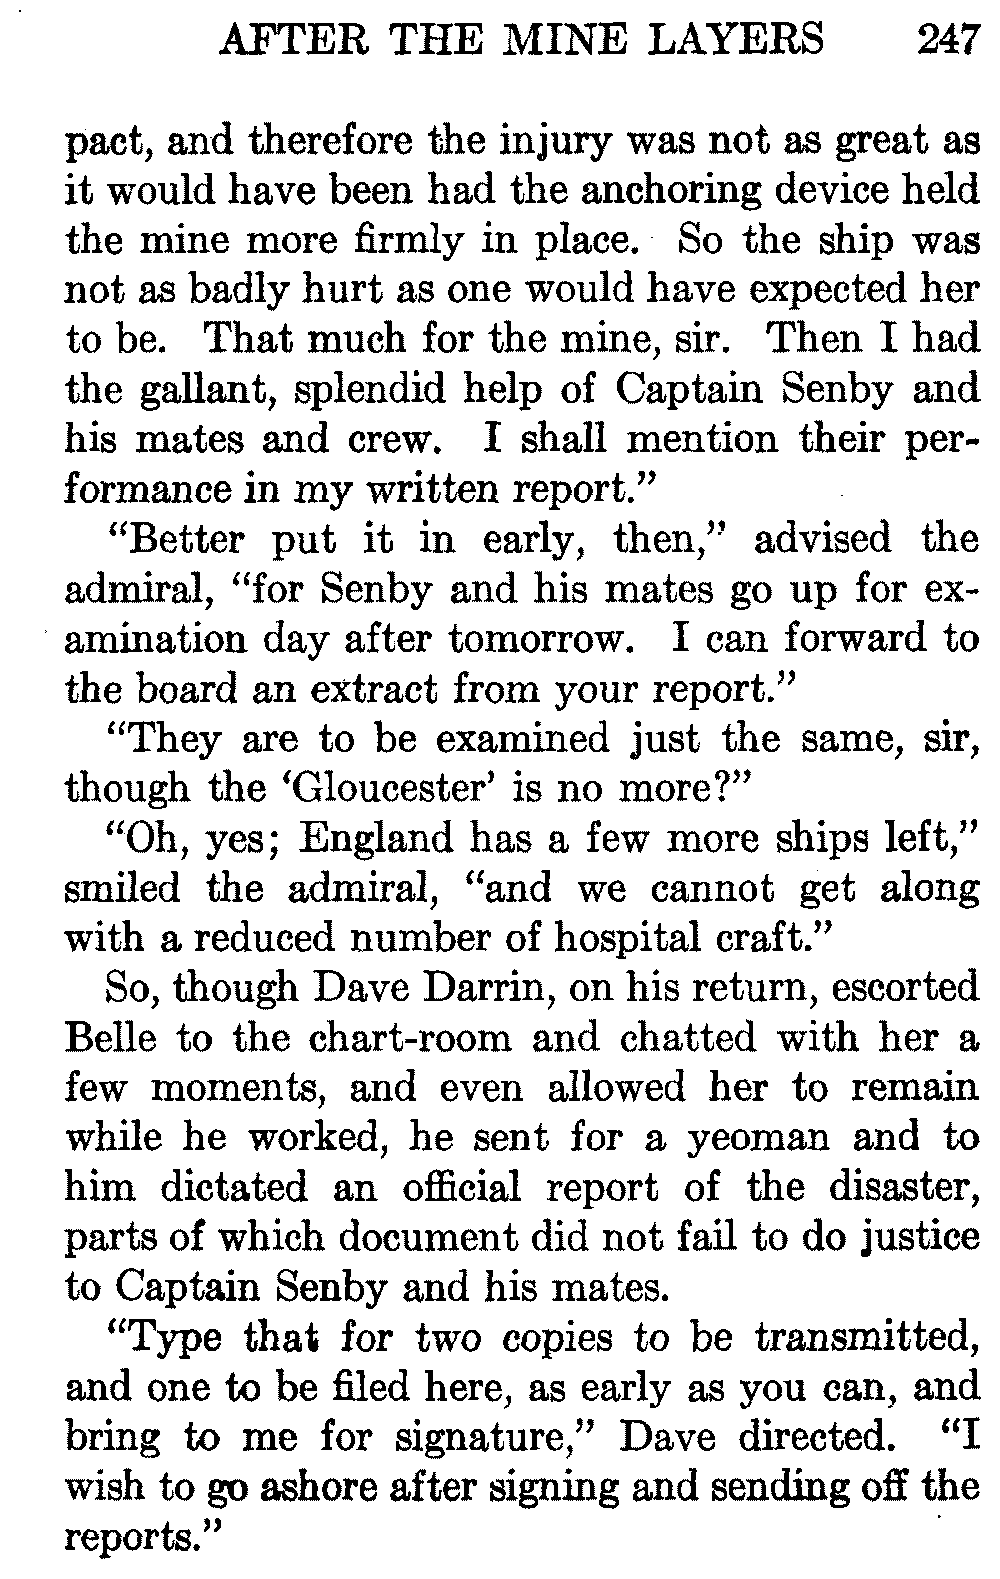 AFTER THE MINE LAYERS 247
pact, and therefore the injury was not as great as
it would have been had the anchoring device held
the mine more firmly in place. So the ship was
not as badly hurt as one would have expected her
to be. That much for the mine, sir. Then I had
the gallant, splendid help of Captain Senby and
his mates and crew. I shall mention their per-
formance in my written report.”
“Better put it in early, then,” advised the
admiral, “for Senby and his mates go up for ex-
amination day after tomorrow. I can forward to
the board an extract from your report.”
“They are to be examined just the same, sir,
though the ‘Gloucester’ is no more?”
“Oh, yes; England has a few more ships left,”
smiled the admiral, “and we cannot get along
with a reduced number of hospital craft.”
So, though Dave Darrin, on his return, escorted
Belle to the chart-room and chatted with her a
few moments, and even allowed her to remain
while he worked, he sent for a yeoman and to
him dictated an official report of the disaster,
parts of which document did not fail to do justice
to Captain Senby and his mates.
“Type that for two copies to be transmitted,
and one to be filed here, as early as you can, and
bring to me for signature,” Dave directed. “I
wish to go ashore after signing and sending off the
reports.”